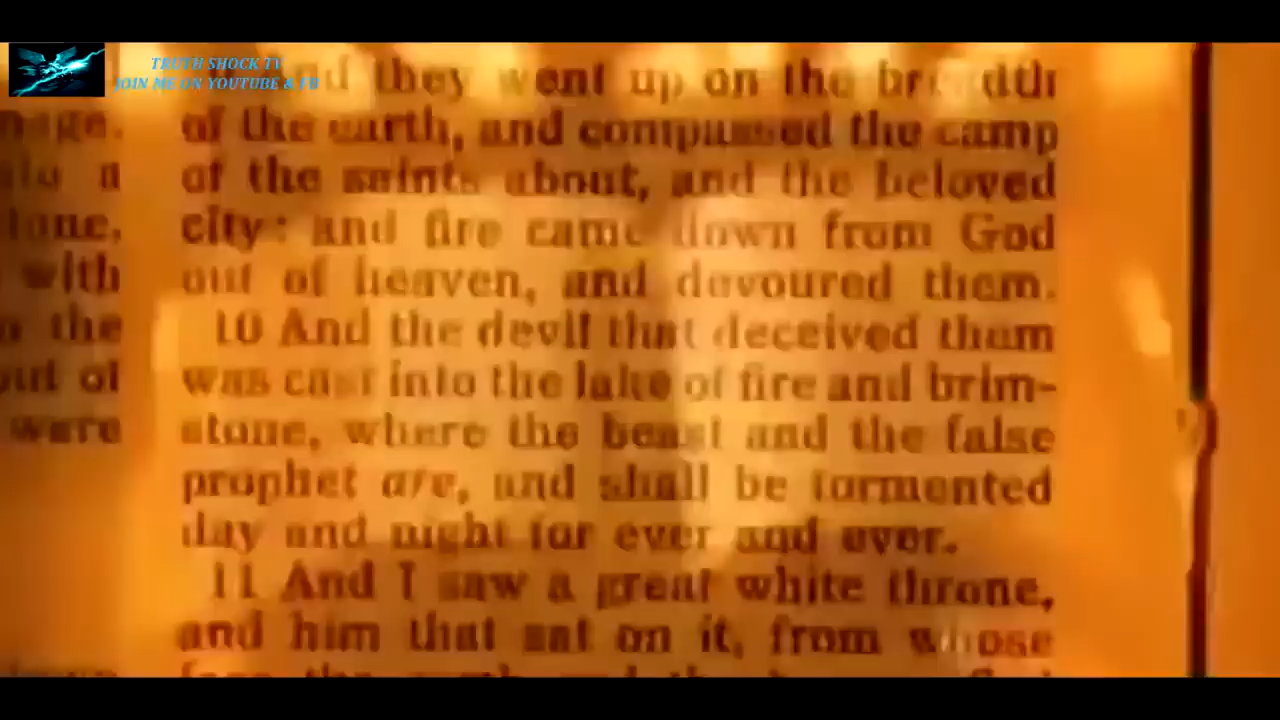 TRUTH SHOCK TV
JOIN ME ON YOUTUBE & FB
they went up on the breadth
of the earth, and compassed the camp
of the saints about, and the beloved
city: and fire came down from God
out of heaven, and devoured them.
10 And the devil that deceived them
was cast into the lake of fire and brim-
stone, where the beast and the false
prophet are, and shall be tormented
day and night for ever and ever.
11 And I saw a great white throne,
and him that sat on it, from whose
with
the
were